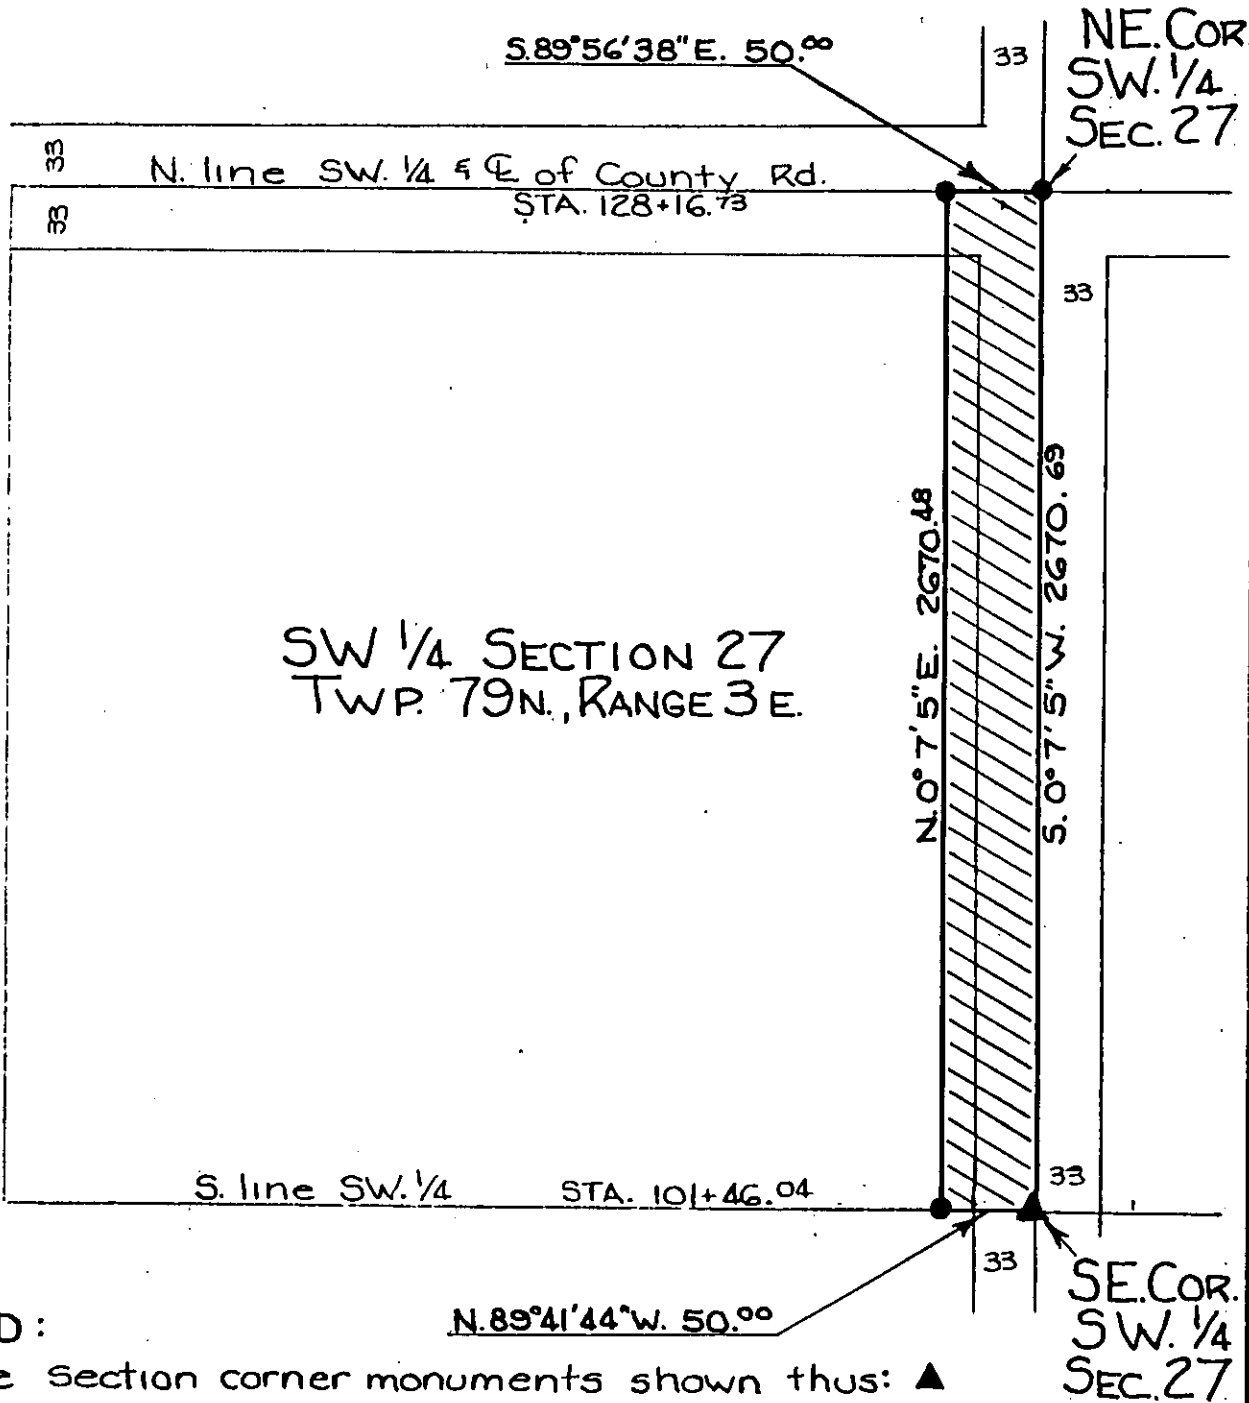 S.89°56'38"E. 50.00
33
NE. COR.
SW. 1/4
SEC. 27
33
N. line SW. 1/4 & ℄ of County Rd.
STA. 128+16.73
33
33
N. 0° 7' 5" E. 2670.48
S. 0° 7' 5" W. 2670.69
SW 1/4 SECTION 27
TWP. 79N., RANGE 3 E.
S. line SW. 1/4 STA. 101+46.04
33
33
N.89°41'44"W. 50.00
SE. COR.
SW. 1/4
SEC. 27
D:
e Section corner monuments shown thus: ▲